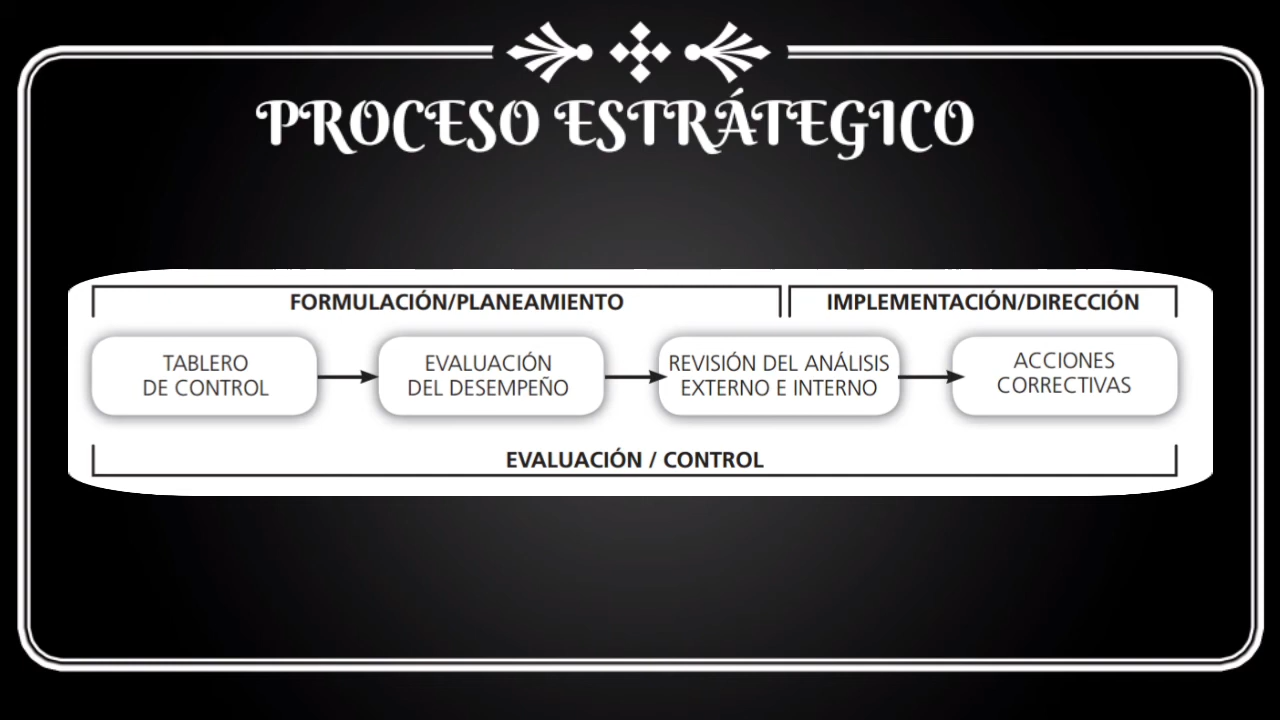 PROCESO ESTRÁTEGICO
FORMULACIÓN/PLANEAMIENTO
IMPLEMENTACIÓN/DIRECCIÓN
TABLERO
DE CONTROL
EVALUACIÓN
DEL DESEMPEÑO
REVISIÓN DEL ANÁLISIS
EXTERNO E INTERNO
ACCIONES
CORRECTIVAS
EVALUACIÓN / CONTROL